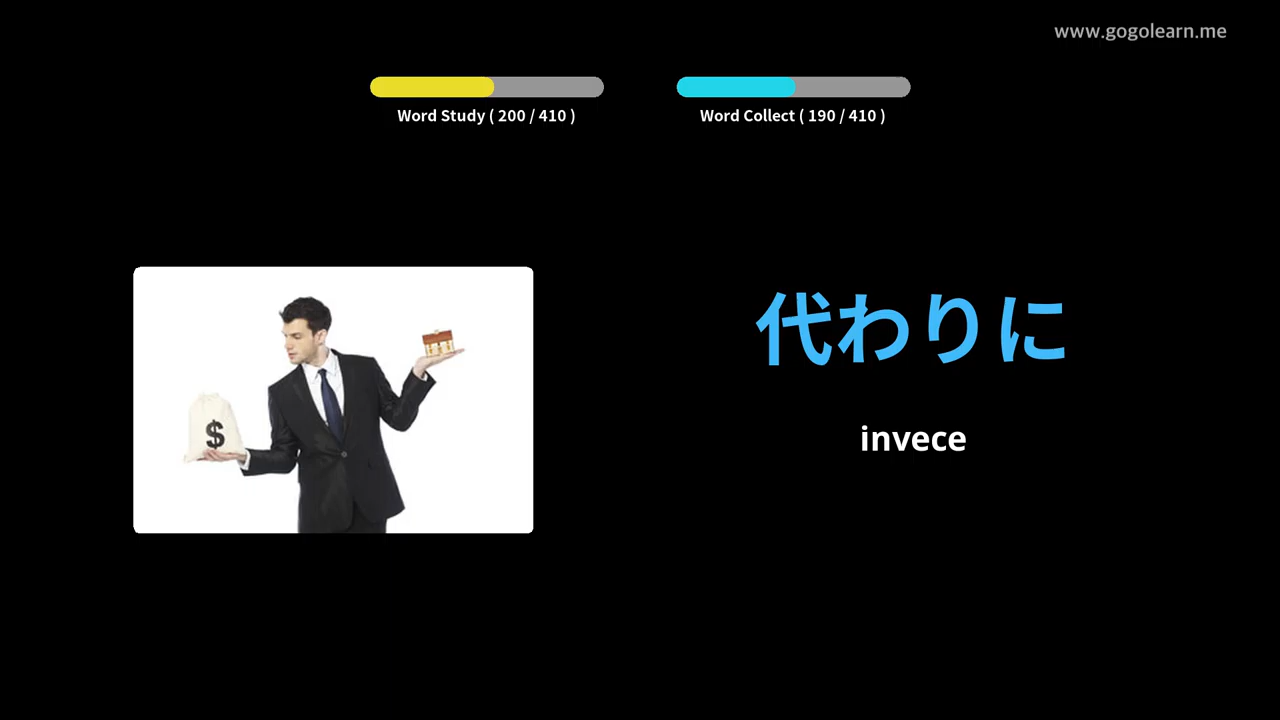 www.gogolearn.me
Word Study ( 200 / 410 )
Word Collect ( 190 / 410 )
$
代わりに
invece